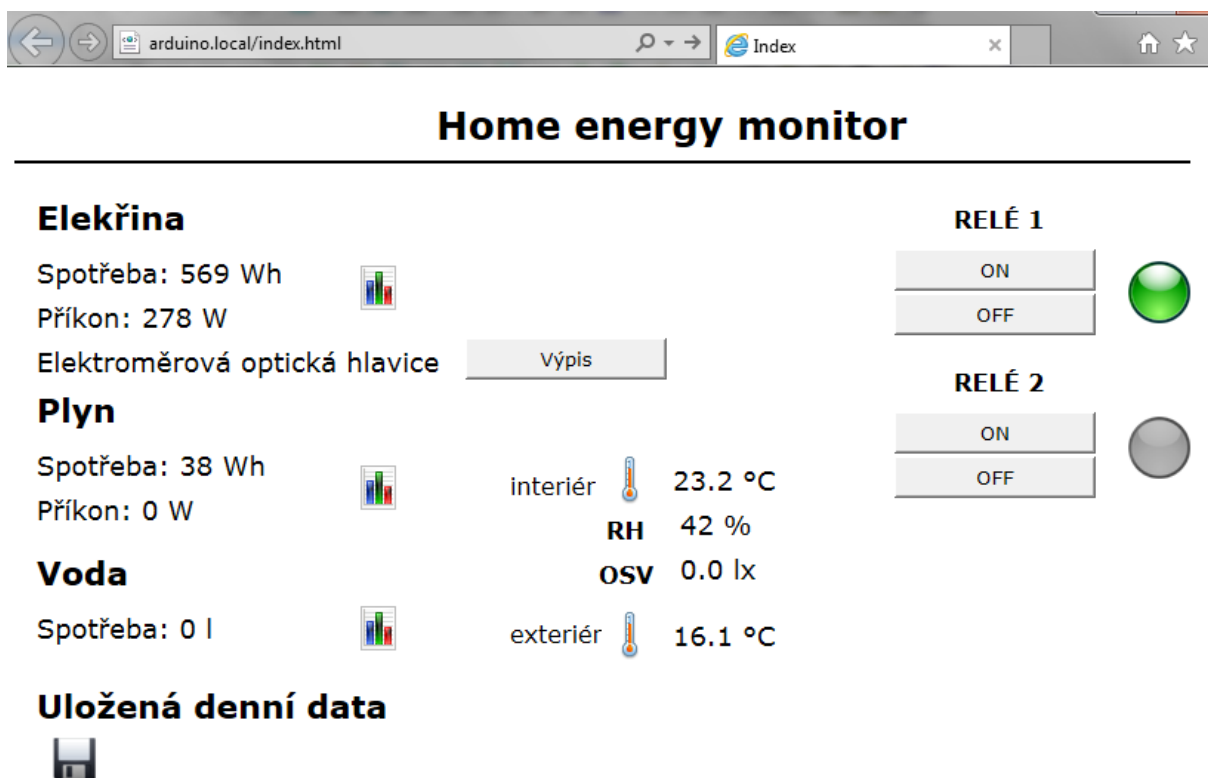 arduino.local/index.html
Index
Home energy monitor
Elekřina
Spotřeba: 569 Wh
Příkon: 278 W
Elektroměrová optická hlavice
Výpis
Plyn
Spotřeba: 38 Wh
Příkon: 0 W
interiér 23.2 °C
RH 42 %
OSV 0.0 lx
Voda
Spotřeba: 0 l
exteriér 16.1 °C
Uložená denní data
RELÉ 1
ON
OFF
RELÉ 2
ON
OFF